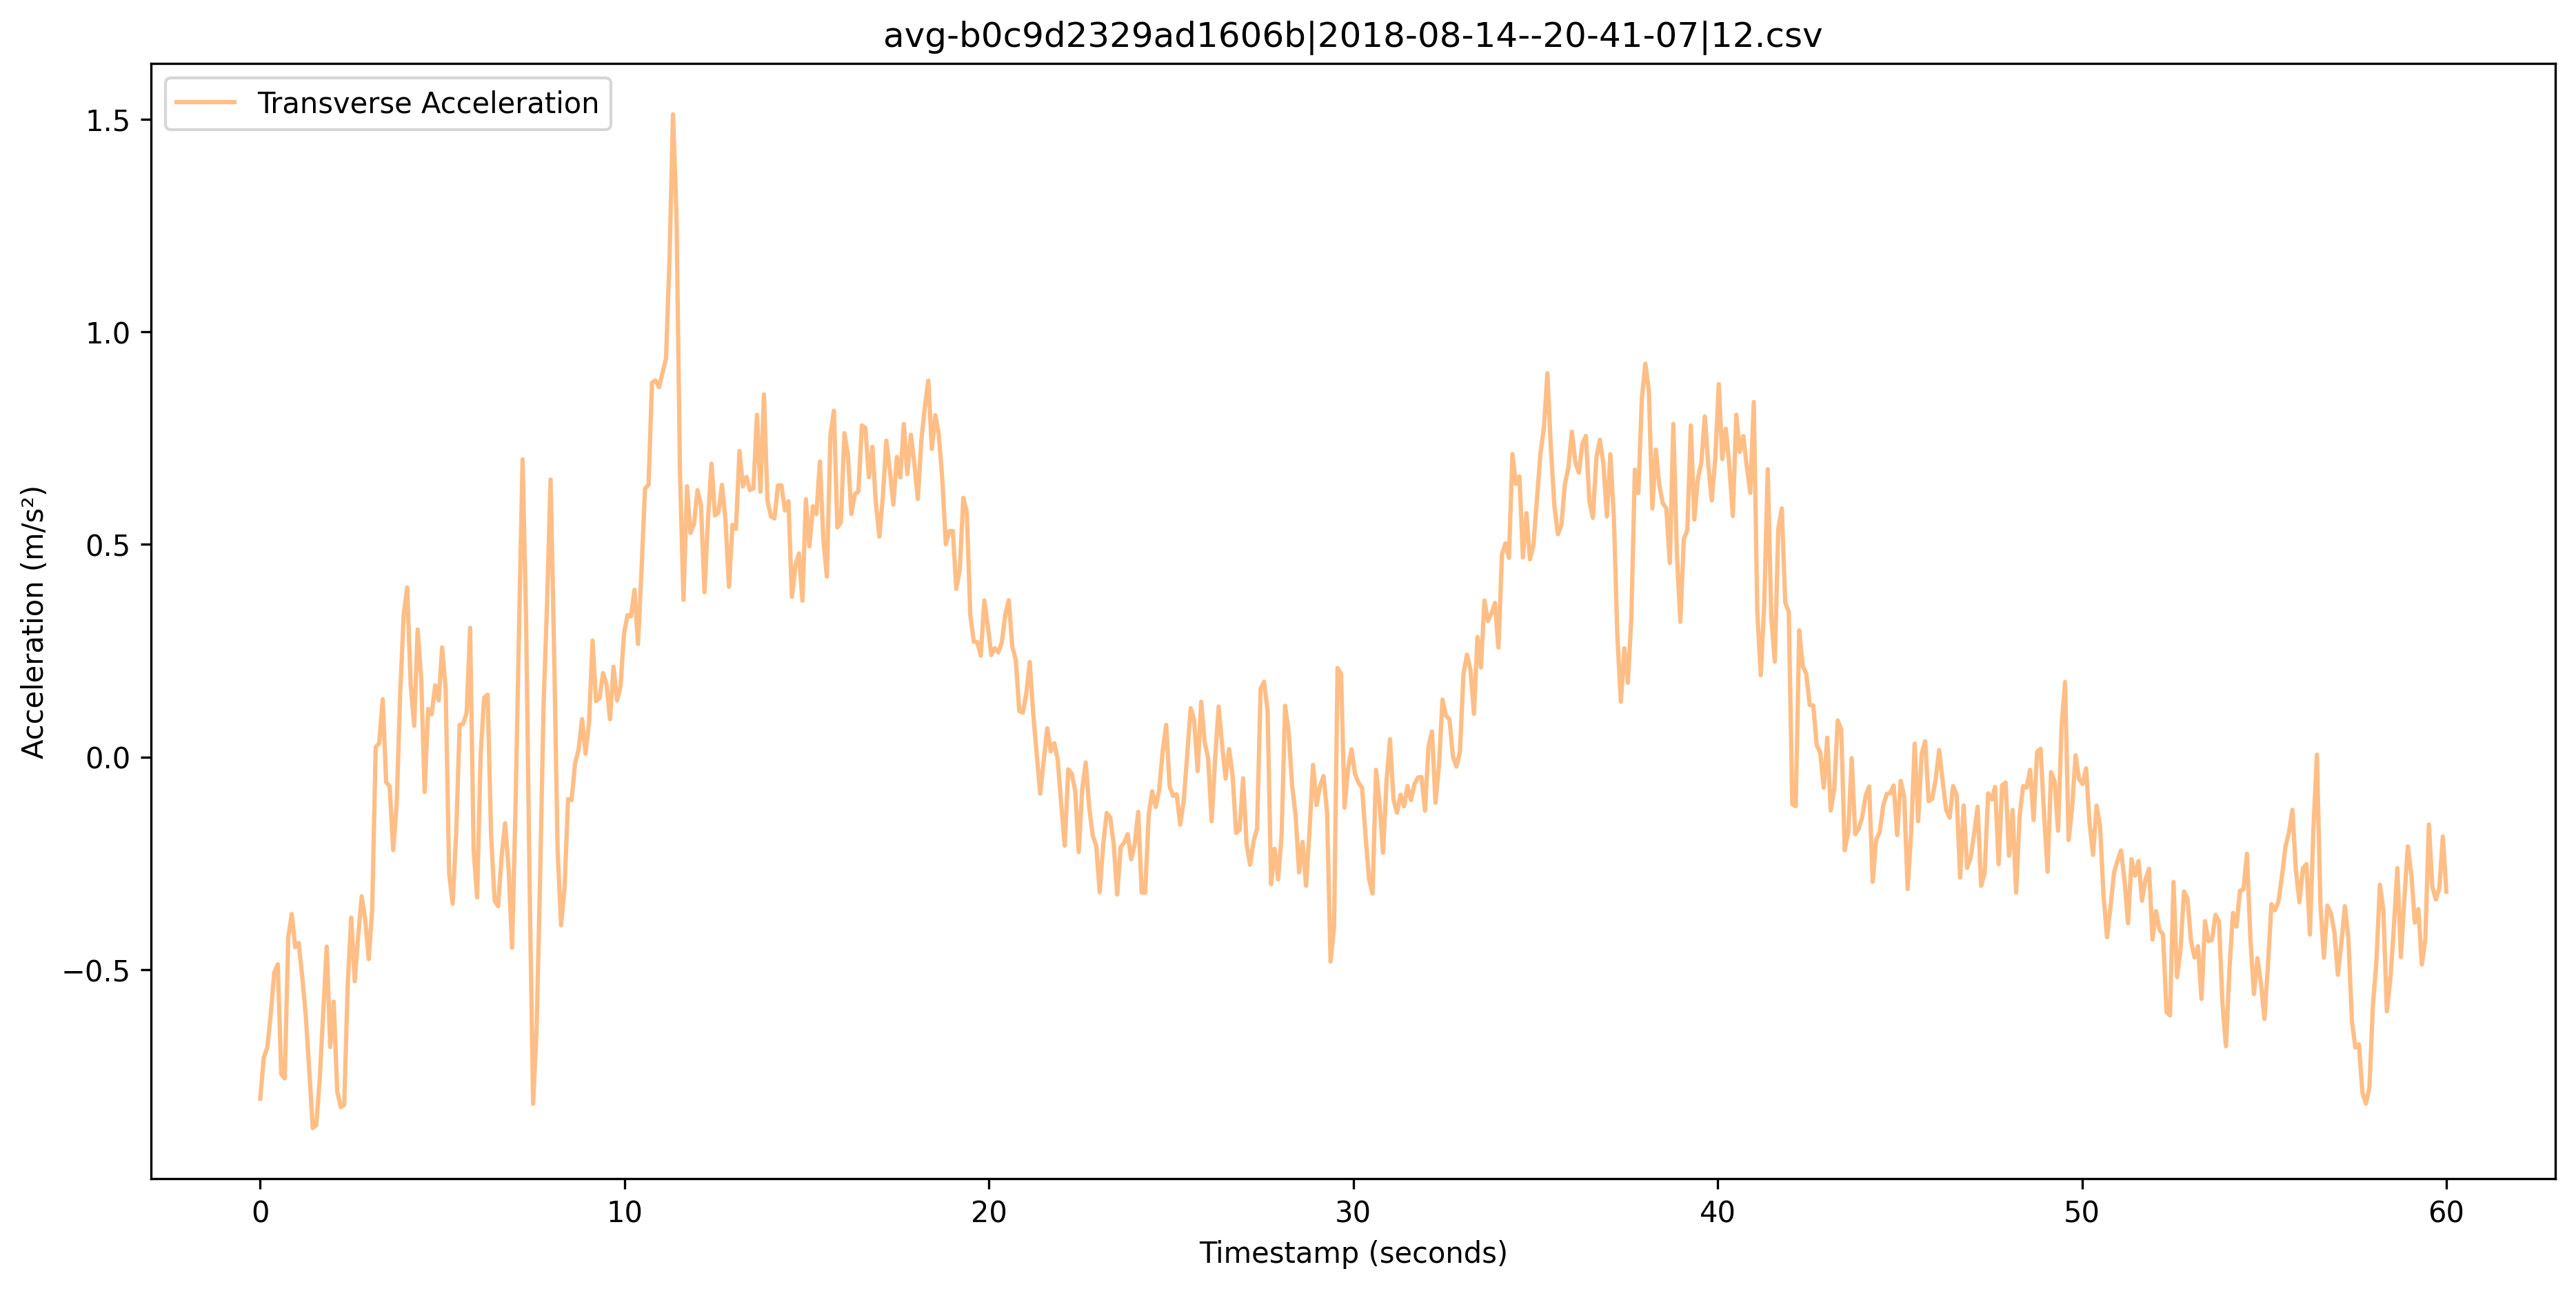 avg-b0c9d2329ad1606b|2018-08-14--20-41-07|12.csv
Transverse Acceleration
Acceleration (m/s²)
1.5
1.0
0.5
0.0
−0.5
0 10 20 30 40 50 60
Timestamp (seconds)